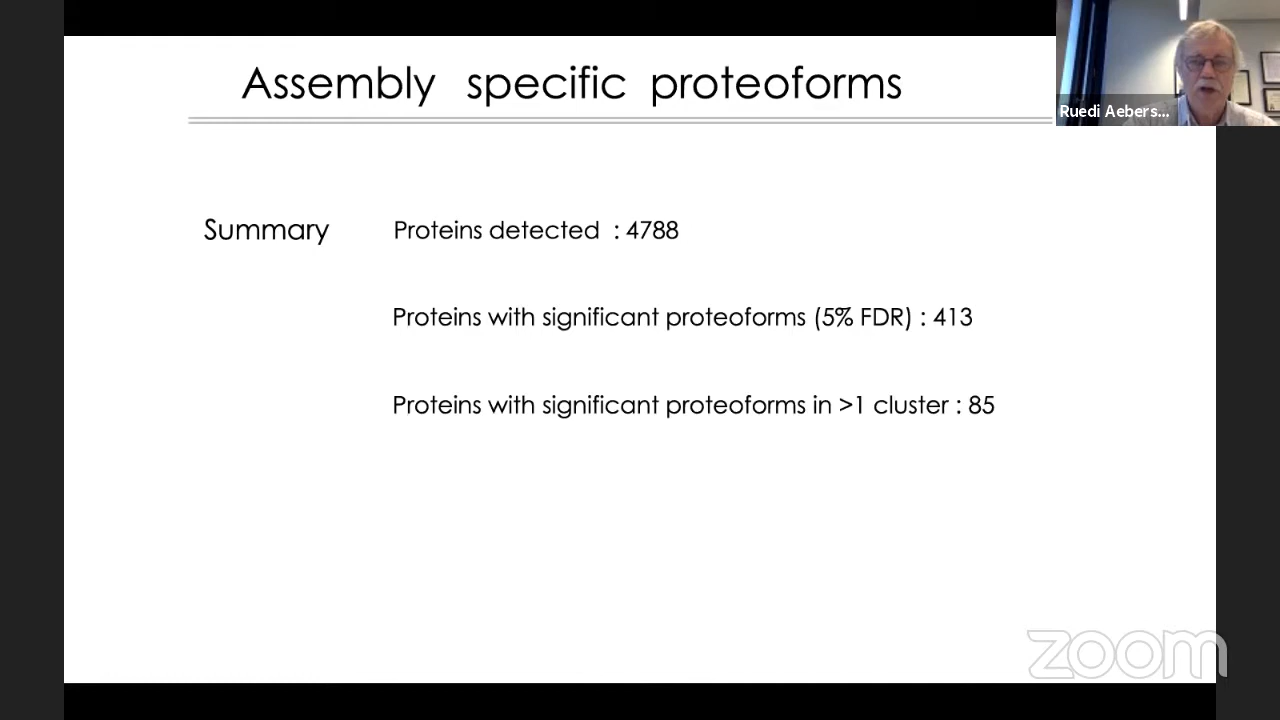 Assembly specific proteoforms
Ruedi Aebers...
Summary Proteins detected : 4788
Proteins with significant proteoforms (5% FDR) : 413
Proteins with significant proteoforms in >1 cluster : 85
zoom